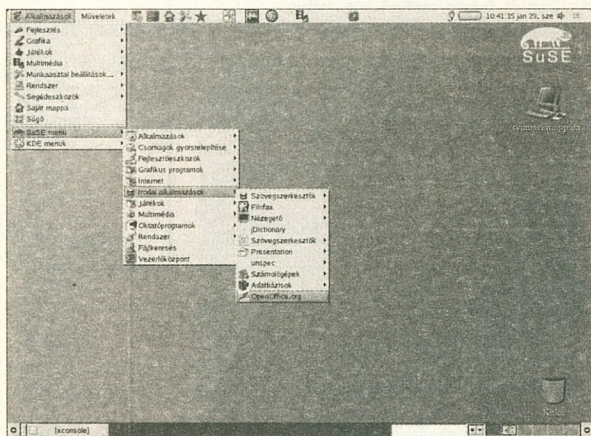 Alkalmazások Műveletek
10:41:15 jan 29, sze
Fejlesztés
Grafika
Játékok
Multimédia
Munkaasztal beállítások...
Rendszer
Segédeszközök
Saját mappa
Súgó
SuSE menü
KDE menük
SuSE
Alkalmazások
Csomagok gyorstelepítése
Fejlesztőeszközök
Grafikus programok
Internet
Irodai alkalmazások
Játékok
Multimédia
Oktatóprogramok
Rendszer
Fájlkeresés
Vezérlőközpont
Szövegszerkesztők
Filofax
Nézegető
jDictionary
Szövegszerkesztők
Presentation
unspec
Számológépek
Adatbázisok
OpenOffice.org
Kuka
[xconsole]